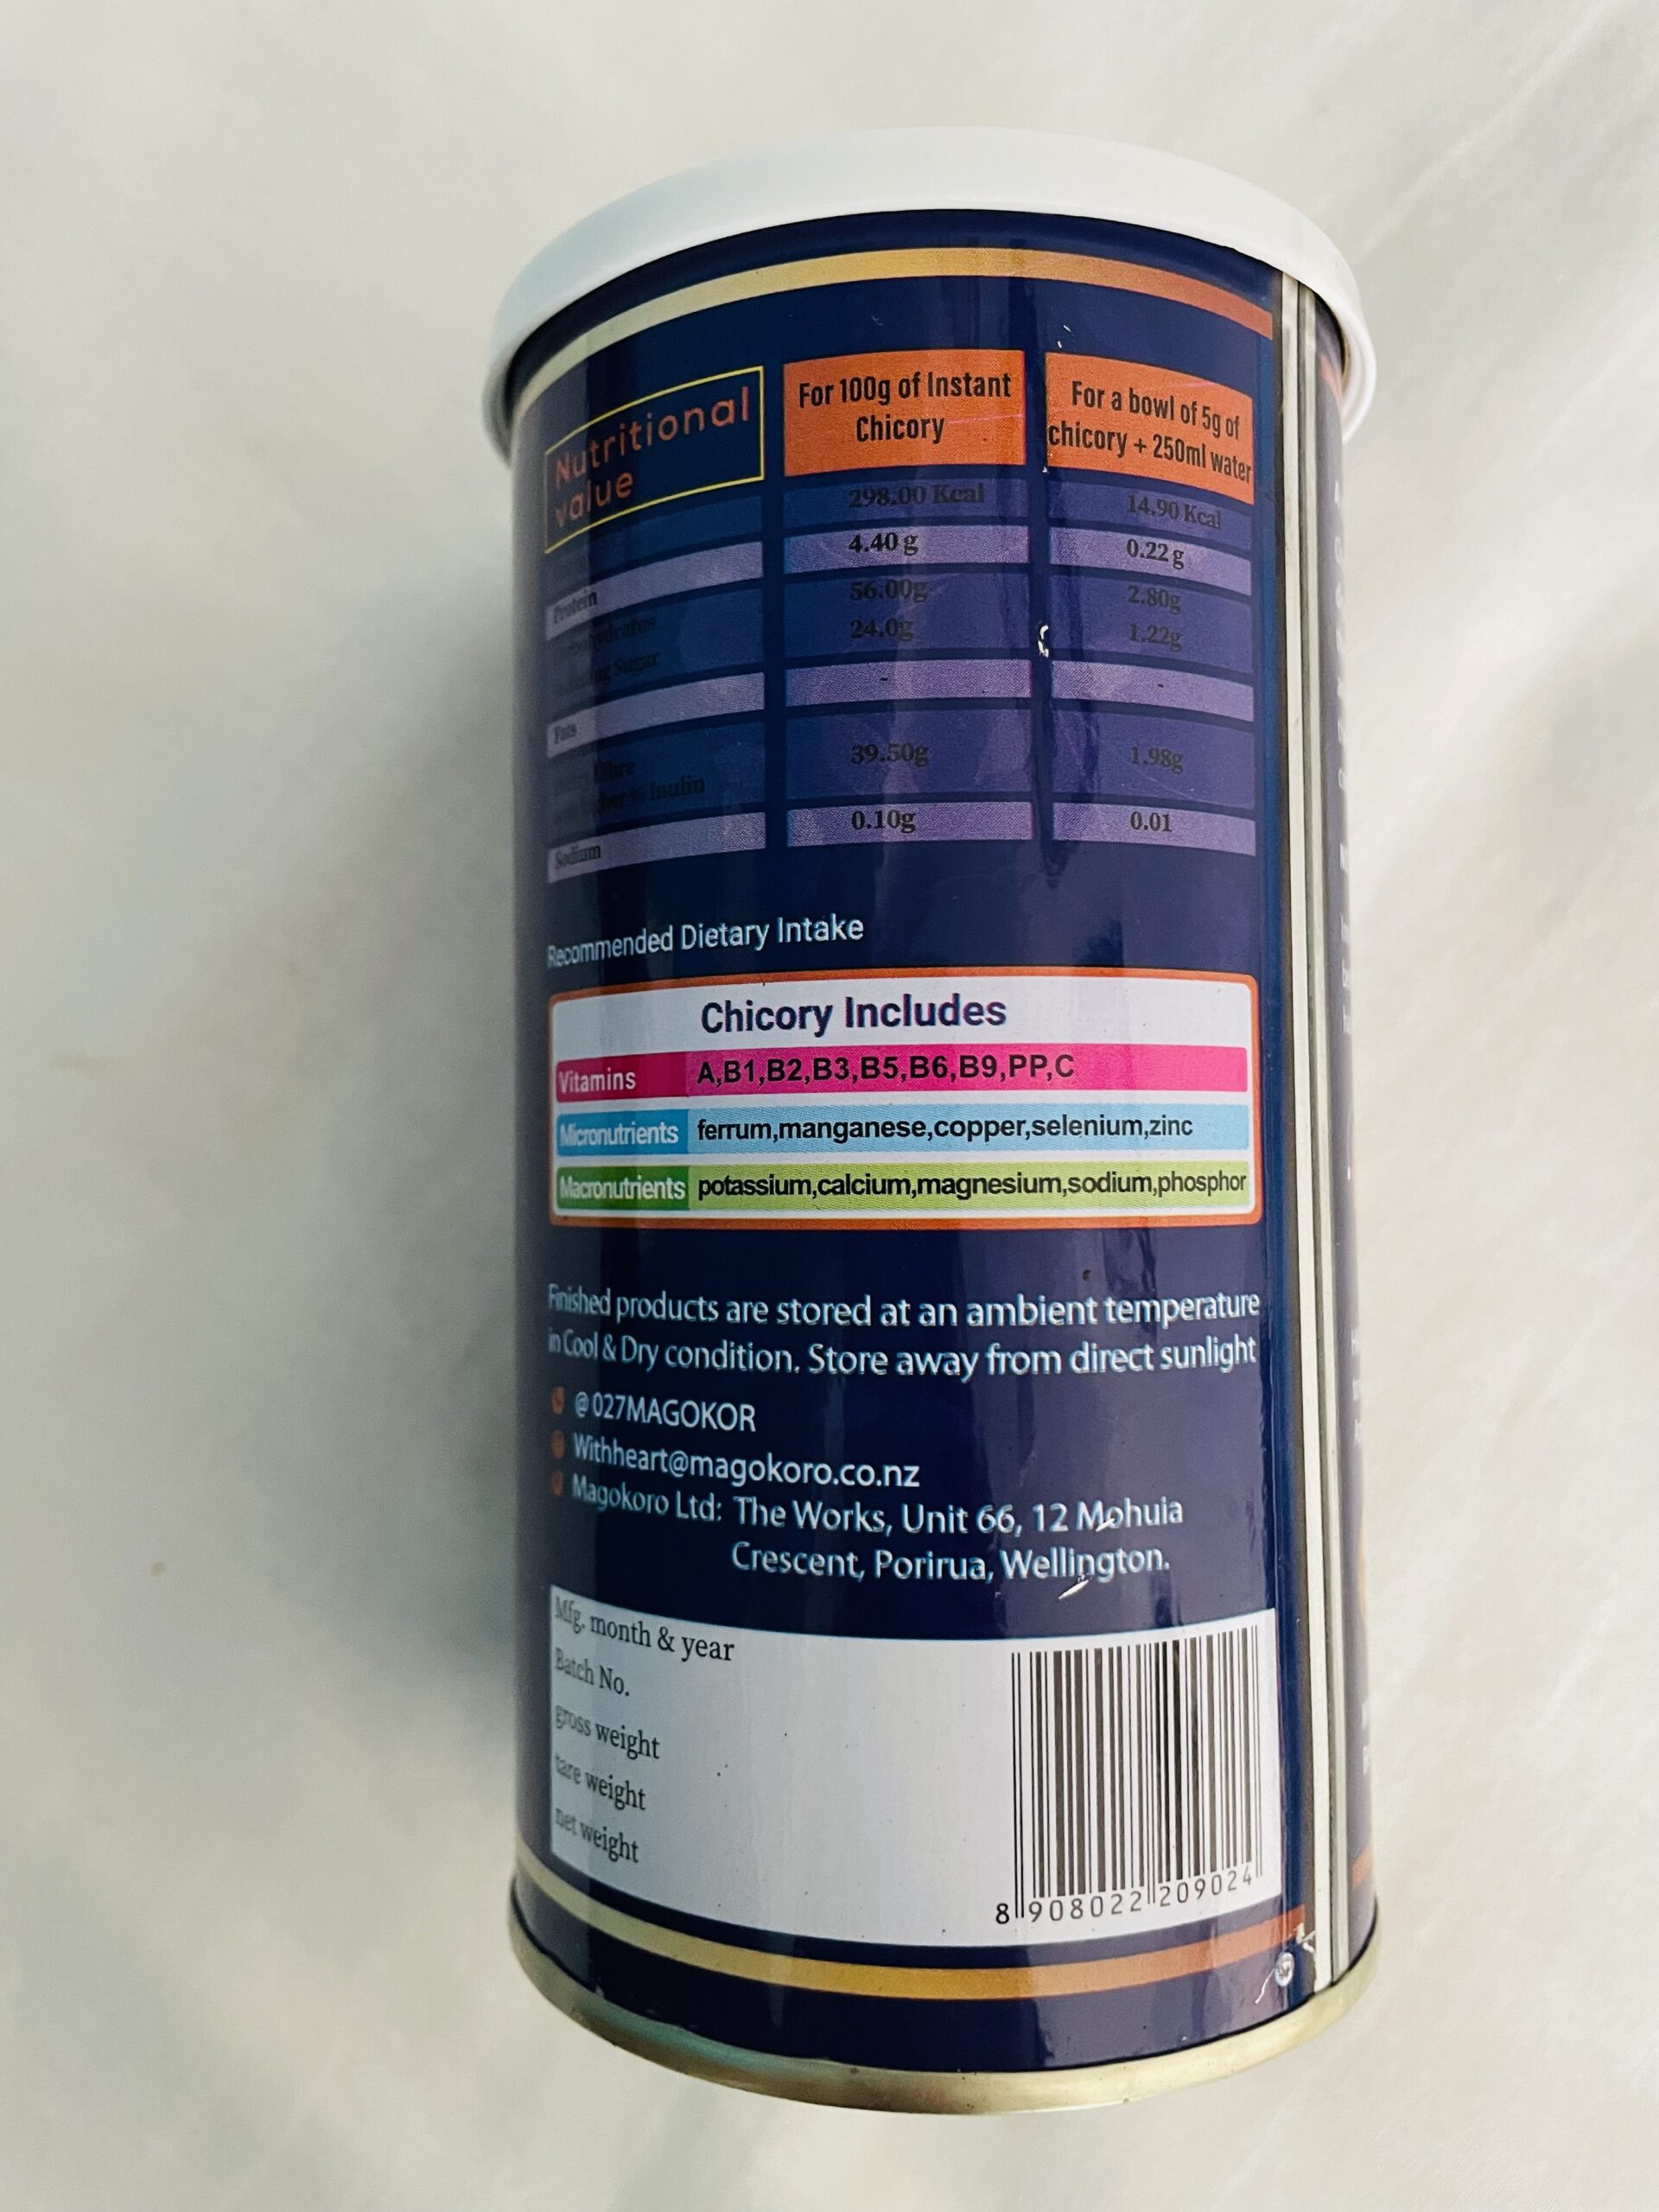 Nutritional
value
For 100g of Instant
Chicory
For a bowl of 5g of
chicory + 250ml water
298.00 Kcal 14.90 Kcal
Protein 4.40 g 0.22 g
56.00g 2.80g
Sugar 24.0g 1.22g
Fats - -
Inulin 39.50g 1.98g
Sodium 0.10g 0.01
Recommended Dietary Intake
Chicory Includes
Vitamins A,B1,B2,B3,B5,B6,B9,PP,C
Micronutrients ferrum,manganese,copper,selenium,zinc
Macronutrients potassium,calcium,magnesium,sodium,phosphor
Finished products are stored at an ambient temperature
in Cool & Dry condition. Store away from direct sunlight
@027MAGOKOR
Withheart@magokoro.co.nz
Magokoro Ltd: The Works, Unit 66, 12 Mohuia
Crescent, Porirua, Wellington.
Mfg. month & year
Batch No.
gross weight
tare weight
net weight
8 908022 209024